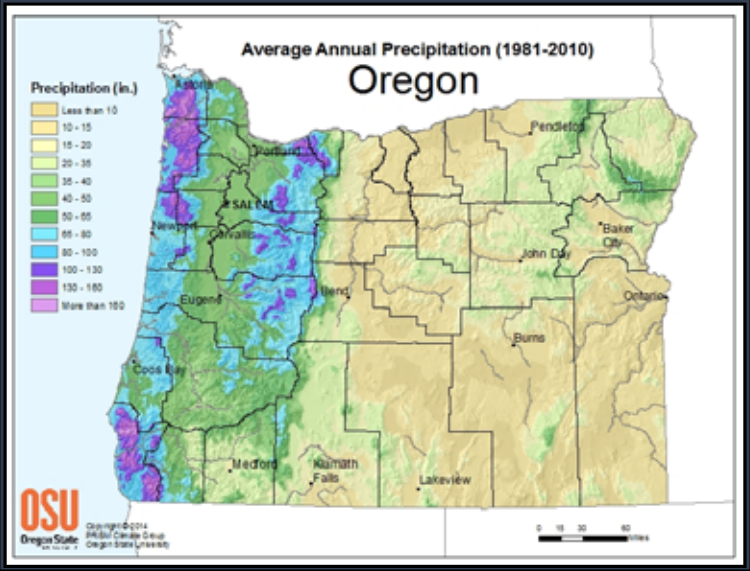 Average Annual Precipitation (1981-2010)
Oregon
Precipitation (in.)
Less than 10
10 - 15
15 - 20
20 - 35
35 - 40
40 - 50
50 - 65
65 - 80
80 - 100
100 - 130
130 - 160
More than 160
Astoria
Pendleton
Portland
SALEM
Newport
Corvallis
Baker
City
John Day
Bend
Ontario
Eugene
Burns
Coos Bay
Medford
Klamath
Falls
Lakeview
OSU
Oregon State
Copyright © 2014
PRISM Climate Group
Oregon State University
0 15 30 60
Miles